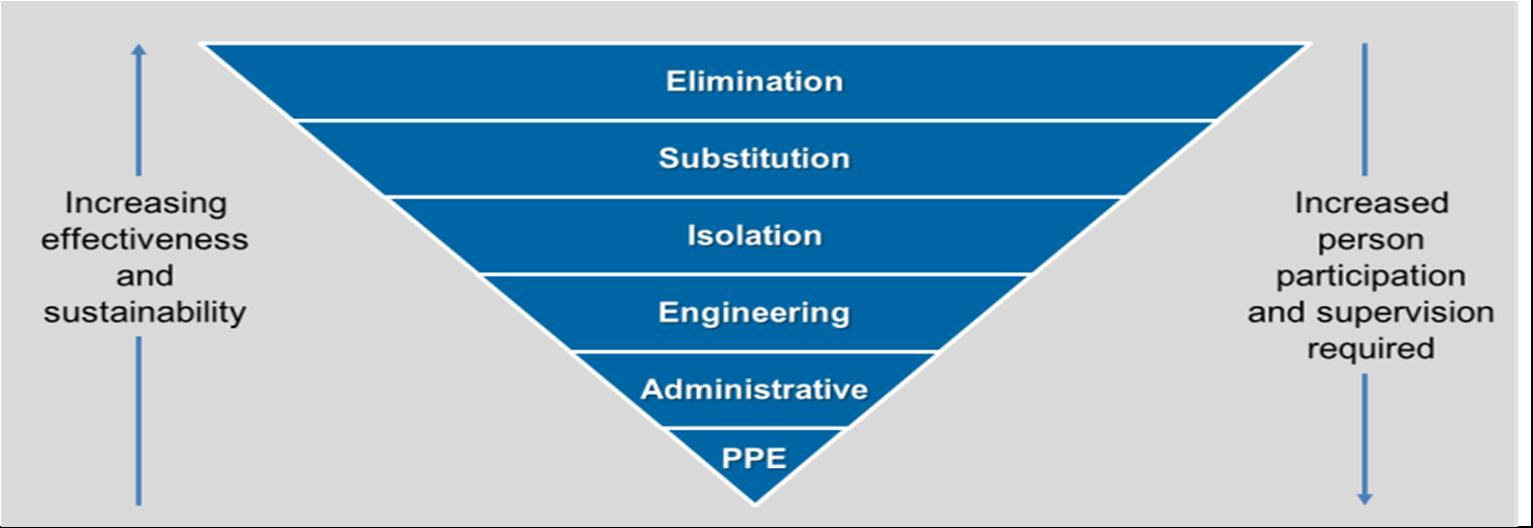 Elimination
Substitution
Isolation
Engineering
Administrative
PPE
Increasing
effectiveness
and
sustainability
Increased
person
participation
and supervision
required